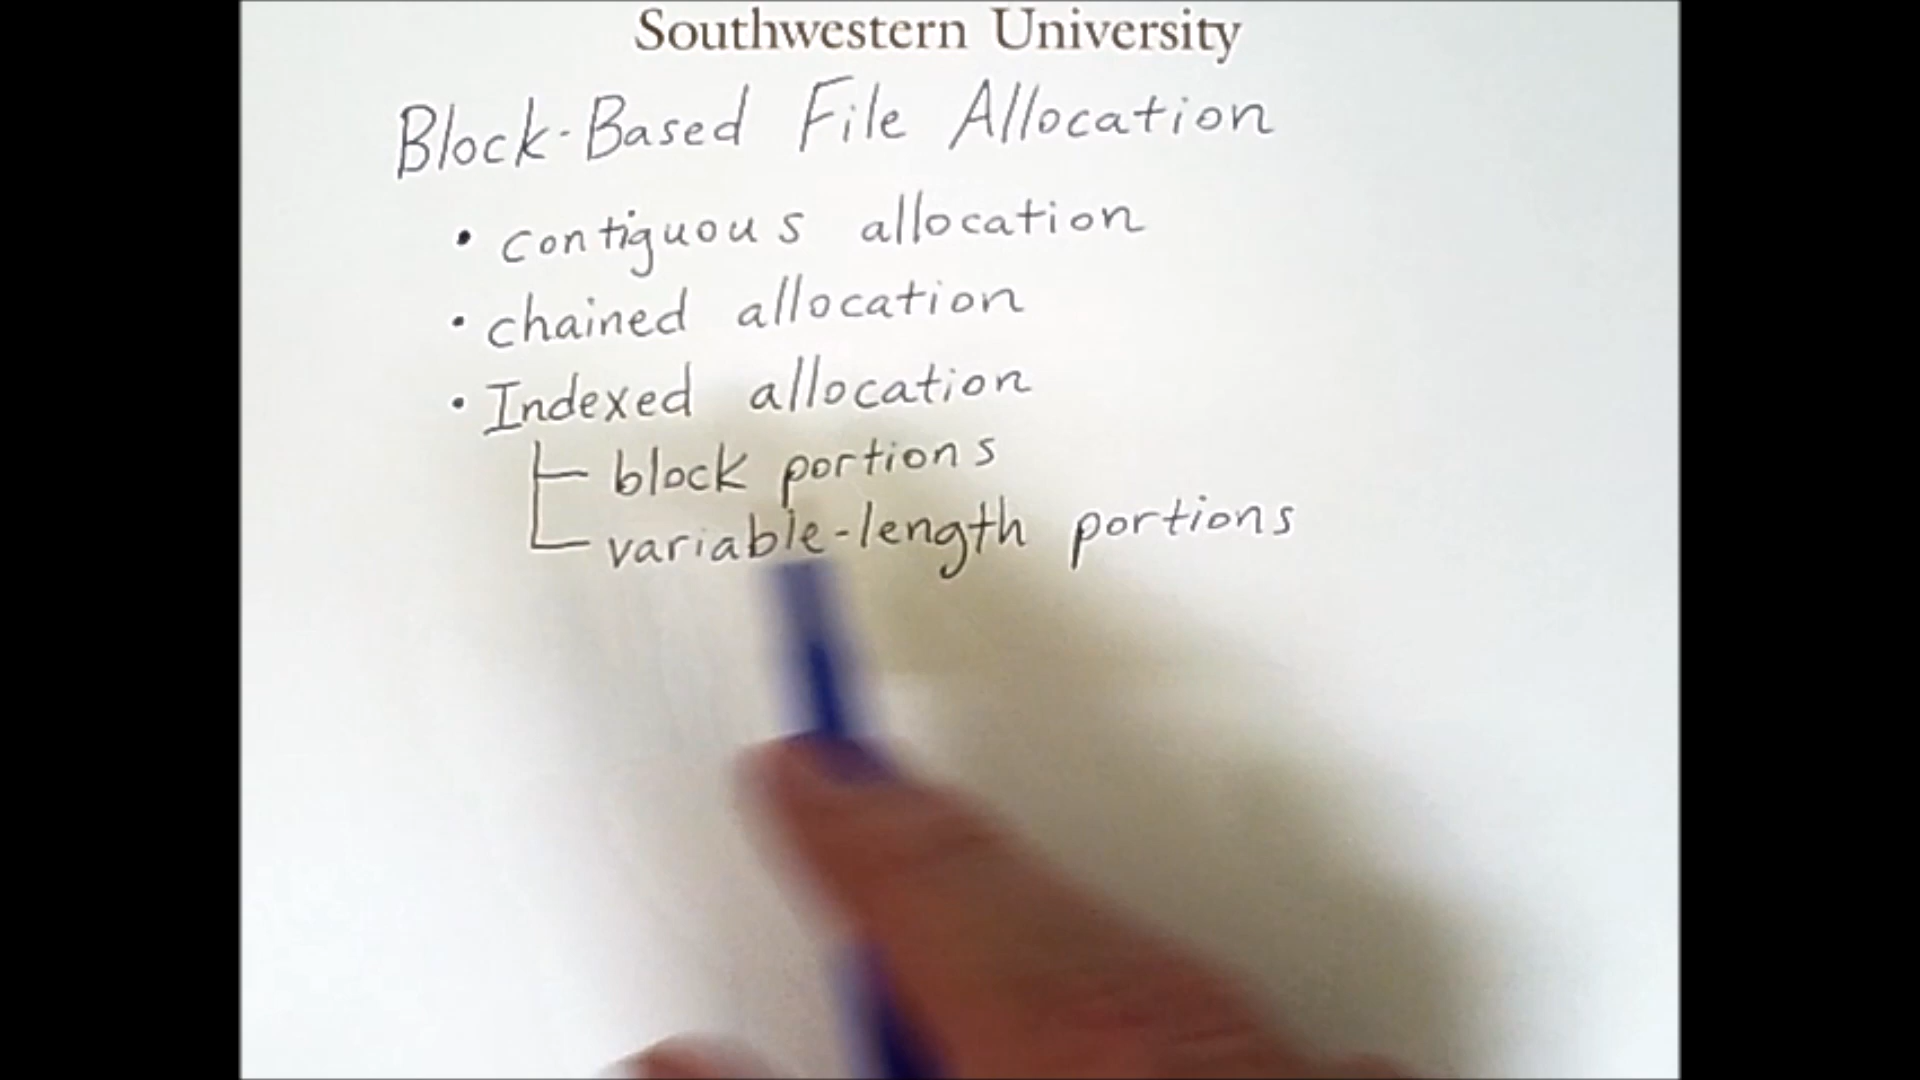 Southwestern University
Block-Based File Allocation
• contiguous allocation
• chained allocation
• Indexed allocation
block portions
variable-length portions